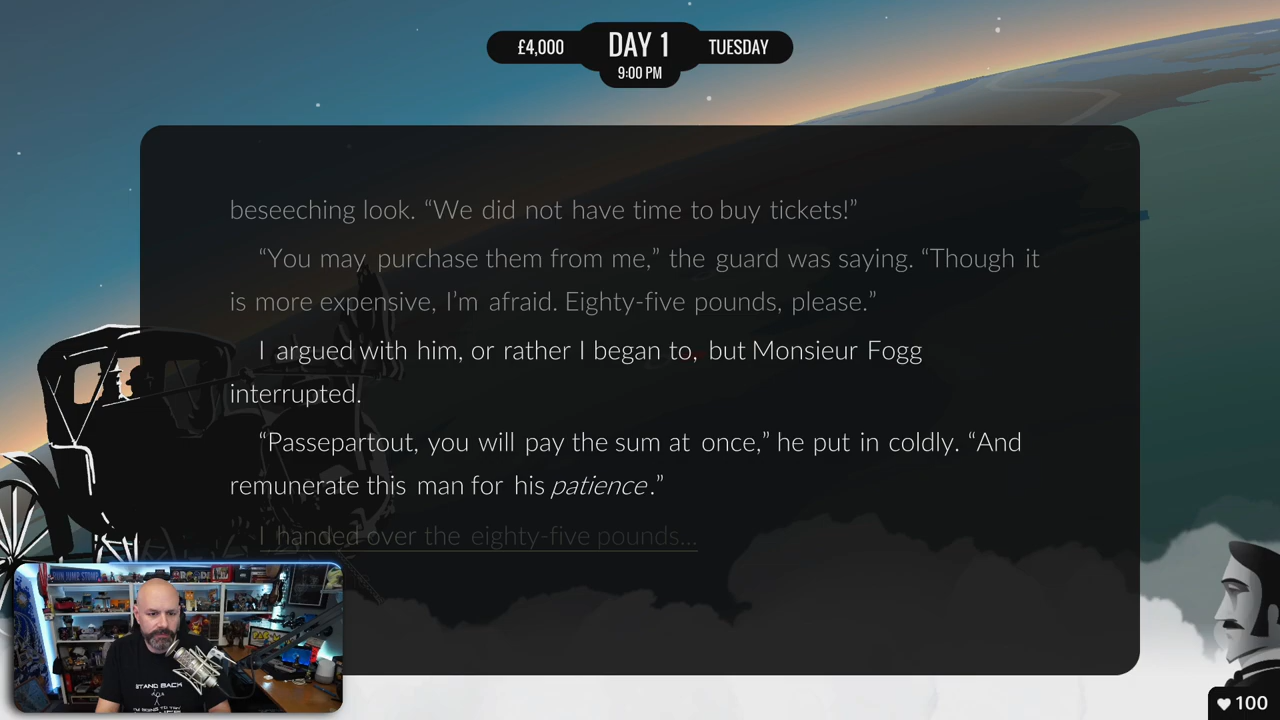 £4,000
DAY 1
TUESDAY
9:00 PM
beseeching look. “We did not have time to buy tickets!”
“You may purchase them from me,” the guard was saying. “Though it
is more expensive, I’m afraid. Eighty-five pounds, please.”
I argued with him, or rather I began to, but Monsieur Fogg
interrupted.
“Passepartout, you will pay the sum at once,” he put in coldly. “And
remunerate this man for his patience.”
I handed over the eighty-five pounds...
STAND BACK
100